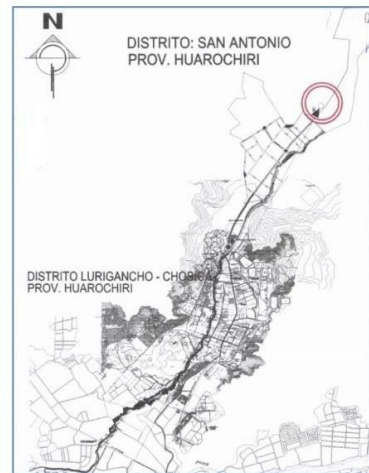 N
DISTRITO: SAN ANTONIO
PROV. HUAROCHIRI
DISTRITO LURIGANCHO - CHOSICA
PROV. HUAROCHIRI